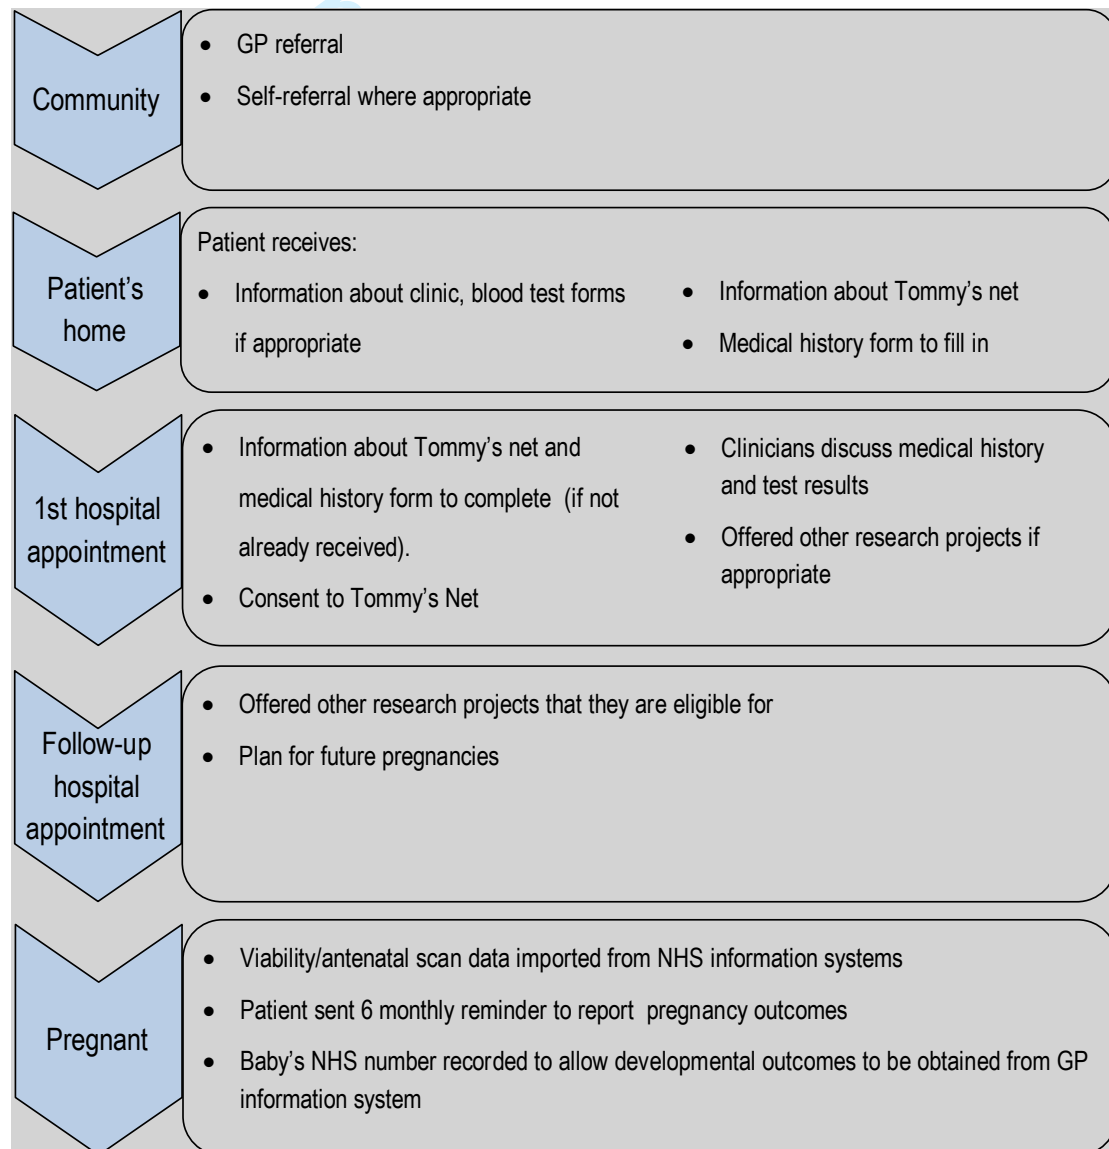 Community
• GP referral
• Self-referral where appropriate
Patient's
home
Patient receives:
• Information about clinic, blood test forms
if appropriate
• Information about Tommy's net
• Medical history form to fill in
1st hospital
appointment
• Information about Tommy's net and
medical history form to complete (if not
already received).
• Consent to Tommy's Net
• Clinicians discuss medical history
and test results
• Offered other research projects if
appropriate
Follow-up
hospital
appointment
• Offered other research projects that they are eligible for
• Plan for future pregnancies
Pregnant
• Viability/antenatal scan data imported from NHS information systems
• Patient sent 6 monthly reminder to report pregnancy outcomes
• Baby's NHS number recorded to allow developmental outcomes to be obtained from GP
information system